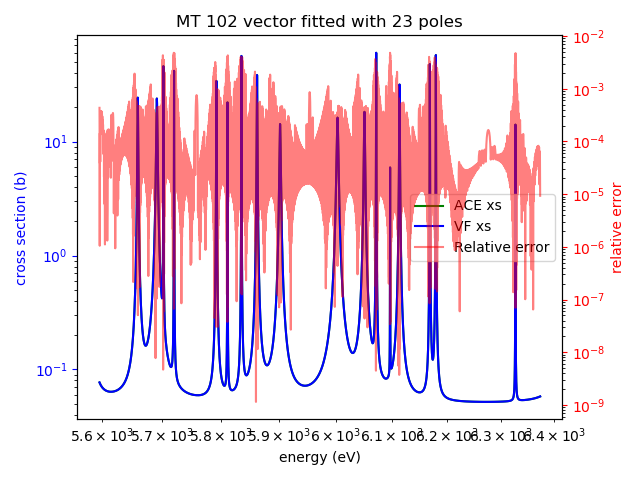 MT 102 vector fitted with 23 poles
cross section (b)
10¹
10⁰
10⁻¹
10⁻²
10⁻³
10⁻⁴
10⁻⁵
10⁻⁶
10⁻⁷
10⁻⁸
10⁻⁹
relative error
ACE xs
VF xs
Relative error
5.6 × 10³ 5.7 × 10³ 5.8 × 10³ 5.9 × 10³ 6 × 10³ 6.1 × 10³ 6.2 × 10³ 6.3 × 10³ 6.4 × 10³
energy (eV)